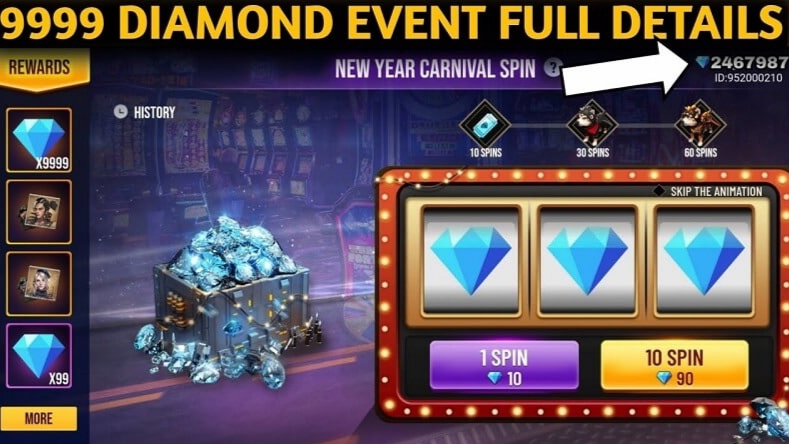 9999 DIAMOND EVENT FULL DETAILS
REWARDS
NEW YEAR CARNIVAL SPIN ?
2467987
ID:952000210
HISTORY
10 SPINS
30 SPINS
60 SPINS
X9999
SKIP THE ANIMATION
X99
1 SPIN
10
10 SPIN
90
MORE